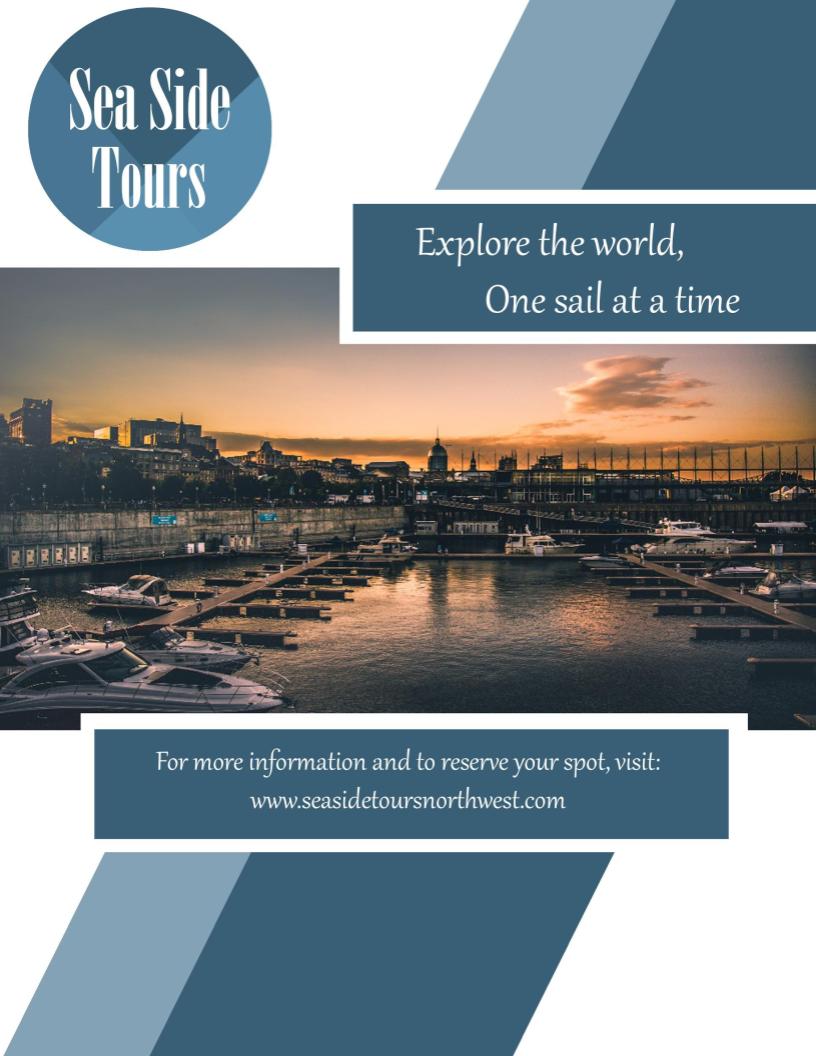 Sea Side
Tours
Explore the world,
One sail at a time
For more information and to reserve your spot, visit:
www.seasidetoursnorthwest.com